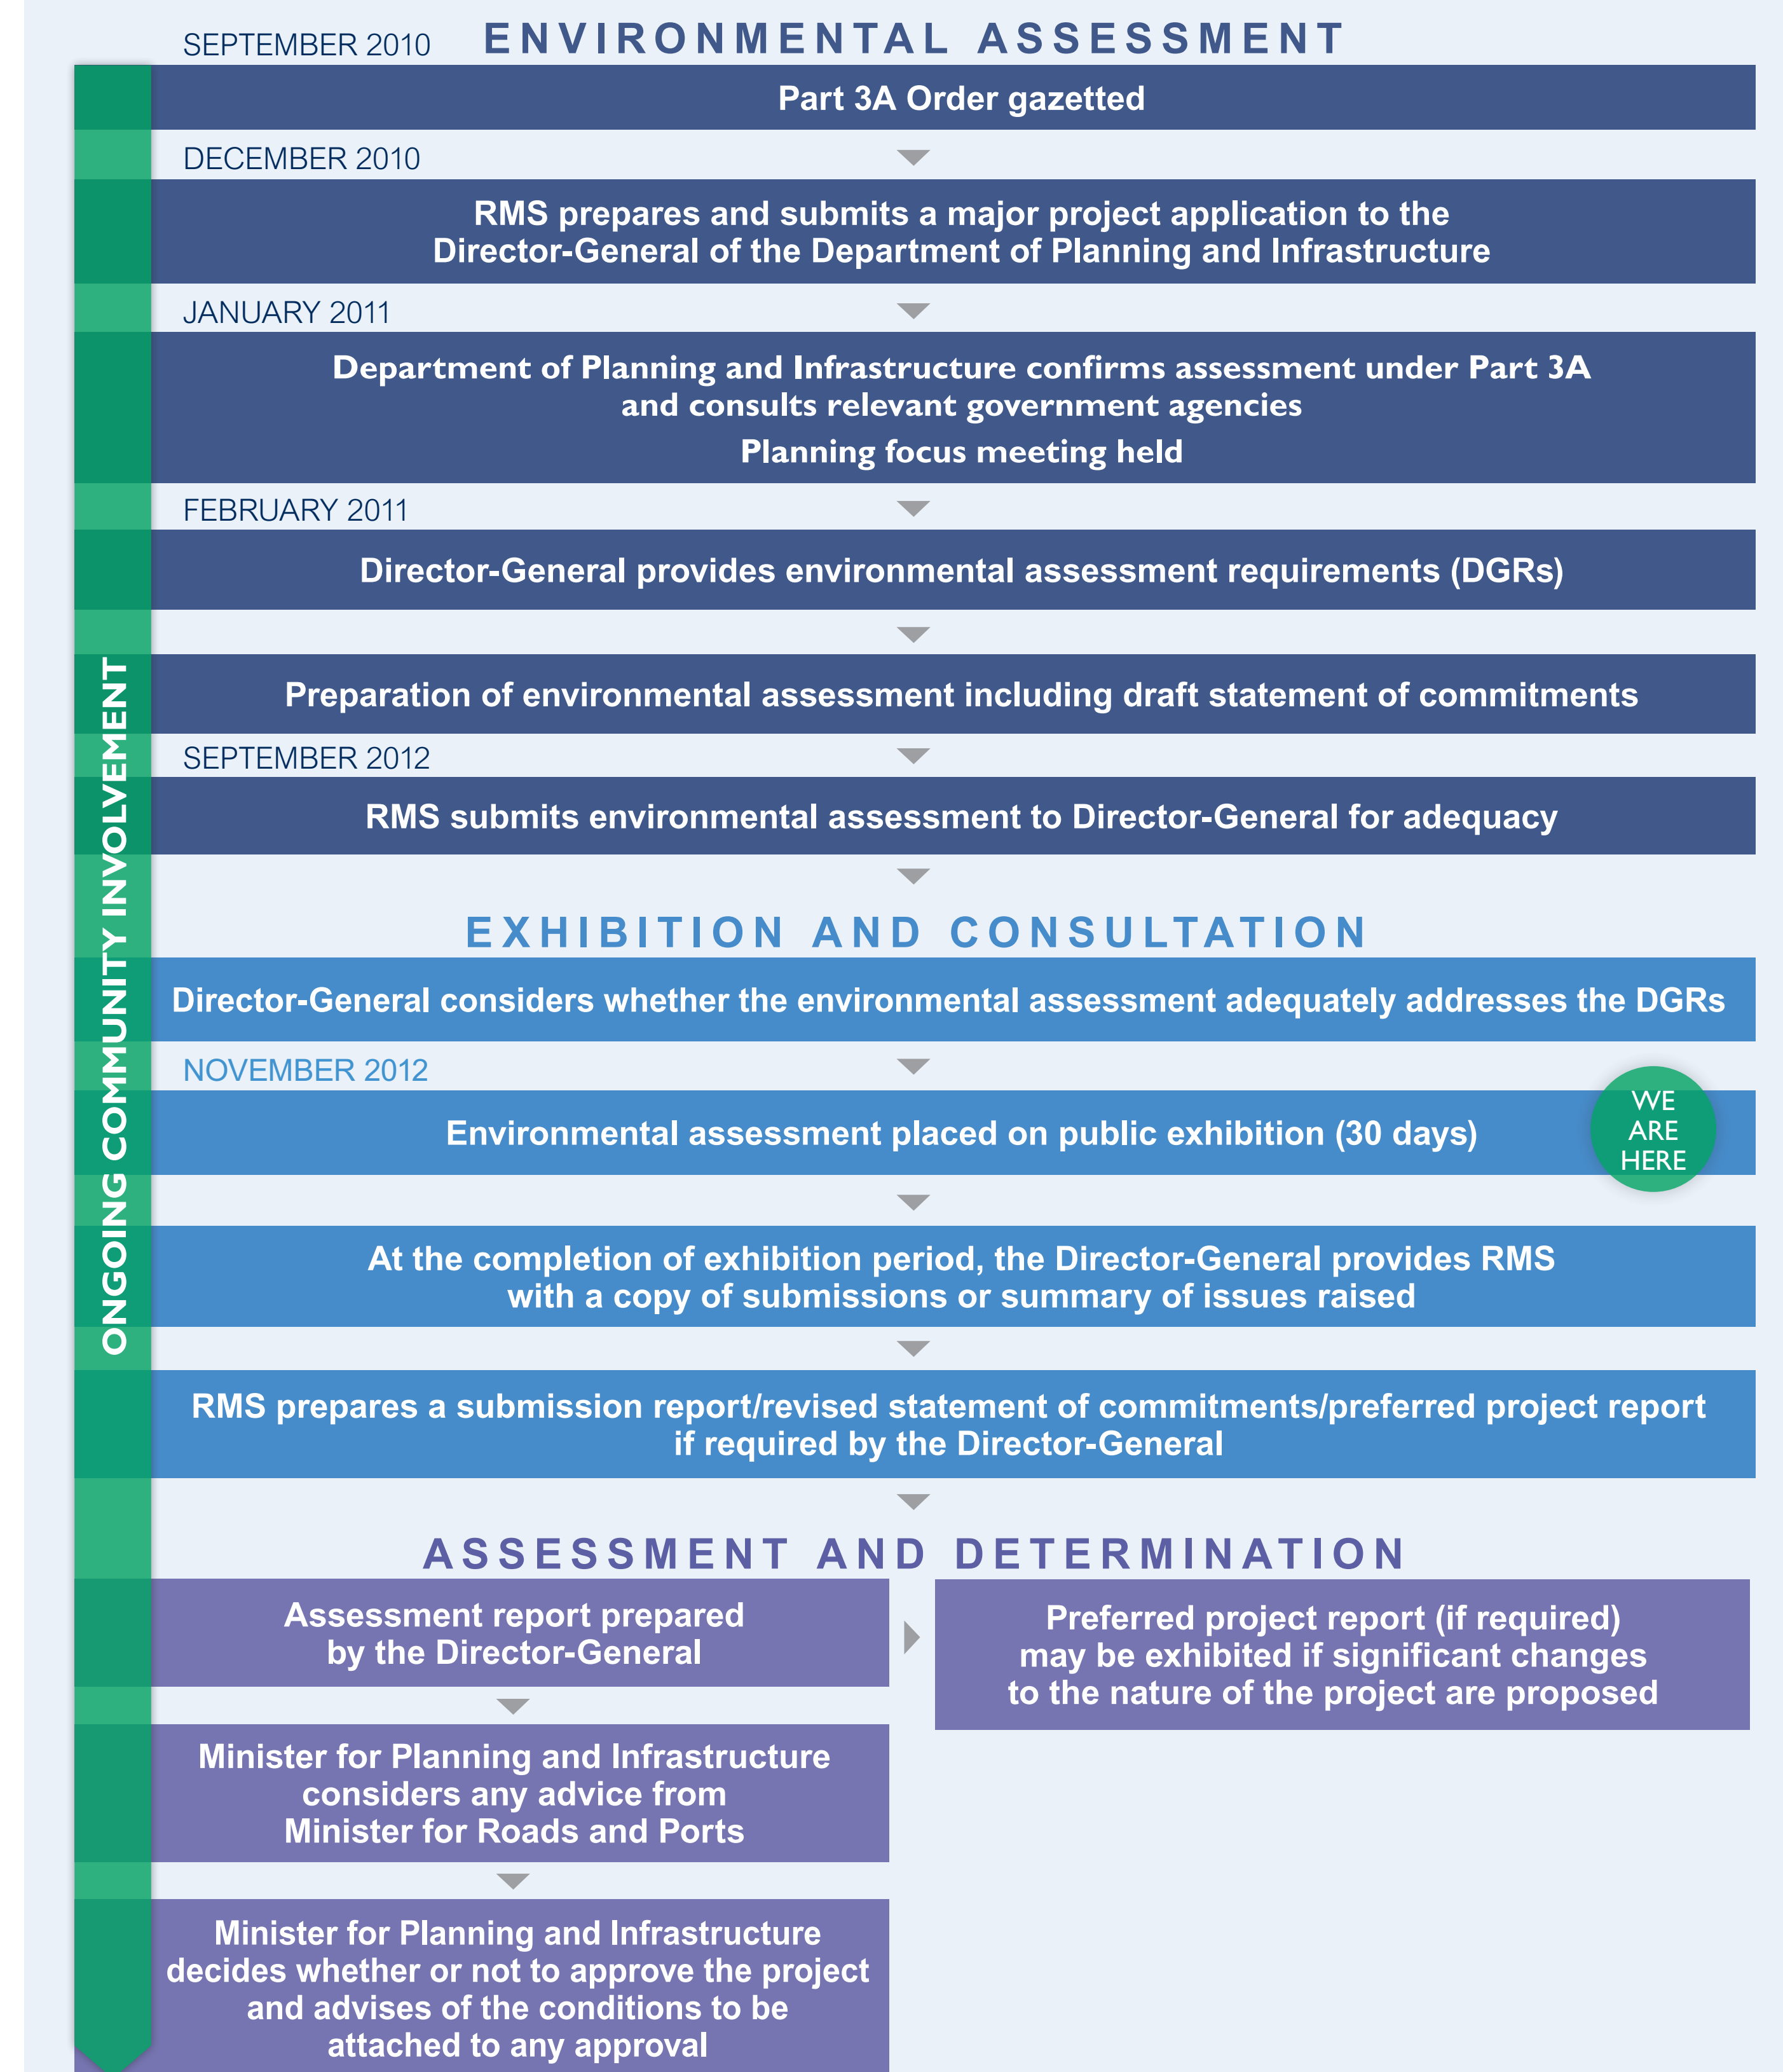 SEPTEMBER 2010
ENVIRONMENTAL ASSESSMENT
Part 3A Order gazetted
DECEMBER 2010
RMS prepares and submits a major project application to the
Director-General of the Department of Planning and Infrastructure
JANUARY 2011
Department of Planning and Infrastructure confirms assessment under Part 3A
and consults relevant government agencies
Planning focus meeting held
FEBRUARY 2011
Director-General provides environmental assessment requirements (DGRs)
Preparation of environmental assessment including draft statement of commitments
SEPTEMBER 2012
RMS submits environmental assessment to Director-General for adequacy
ONGOING COMMUNITY INVOLVEMENT
EXHIBITION AND CONSULTATION
Director-General considers whether the environmental assessment adequately addresses the DGRs
NOVEMBER 2012
Environmental assessment placed on public exhibition (30 days)
WE
ARE
HERE
At the completion of exhibition period, the Director-General provides RMS
with a copy of submissions or summary of issues raised
RMS prepares a submission report/revised statement of commitments/preferred project report
if required by the Director-General
ASSESSMENT AND DETERMINATION
Assessment report prepared
by the Director-General
Preferred project report (if required)
may be exhibited if significant changes
to the nature of the project are proposed
Minister for Planning and Infrastructure
considers any advice from
Minister for Roads and Ports
Minister for Planning and Infrastructure
decides whether or not to approve the project
and advises of the conditions to be
attached to any approval